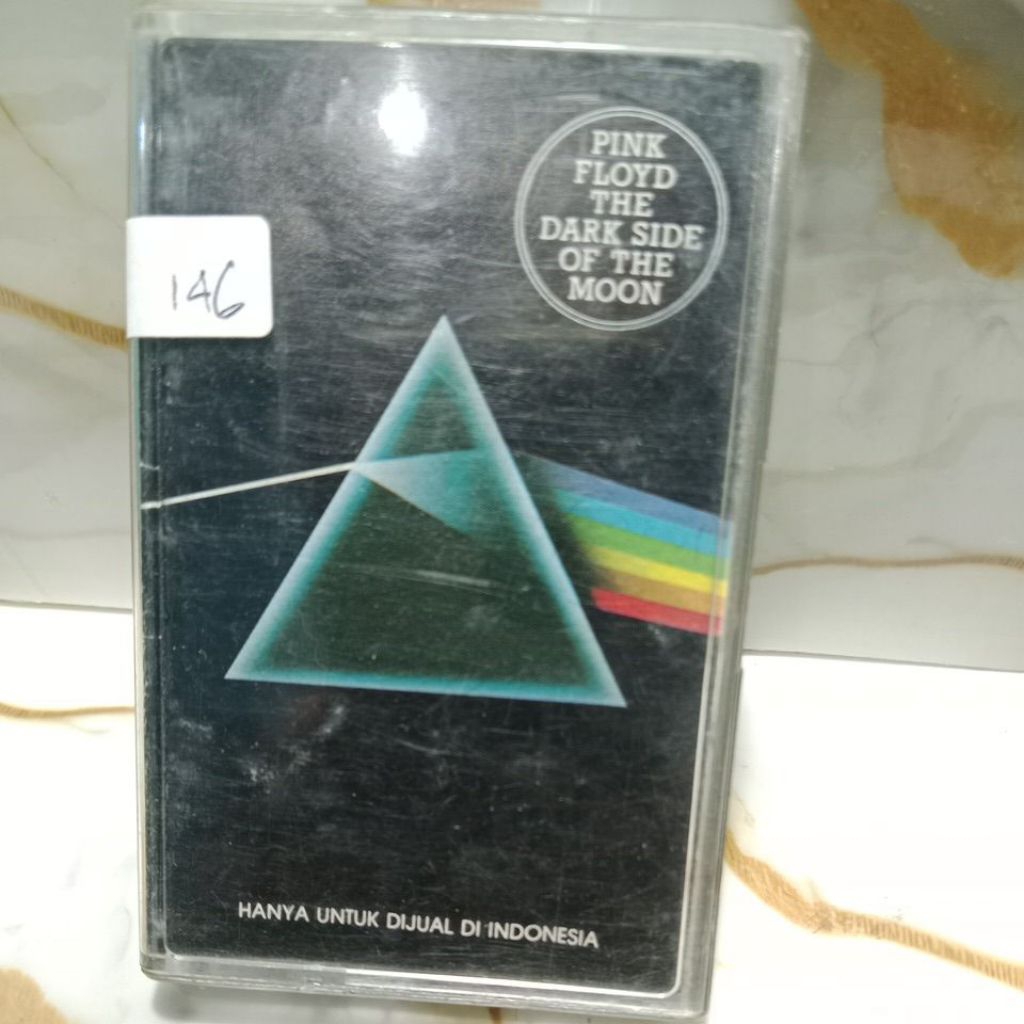 PINK
FLOYD
THE
DARK SIDE
OF THE
MOON
146
HANYA UNTUK DIJUAL DI INDONESIA